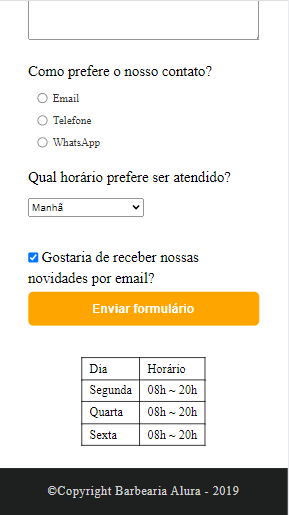 Como prefere o nosso contato?
Email
Telefone
WhatsApp
Qual horário prefere ser atendido?
Manhã
Gostaria de receber nossas
novidades por email?
Enviar formulário
Dia Horário
Segunda 08h ~ 20h
Quarta 08h ~ 20h
Sexta 08h ~ 20h
©Copyright Barbearia Alura - 2019